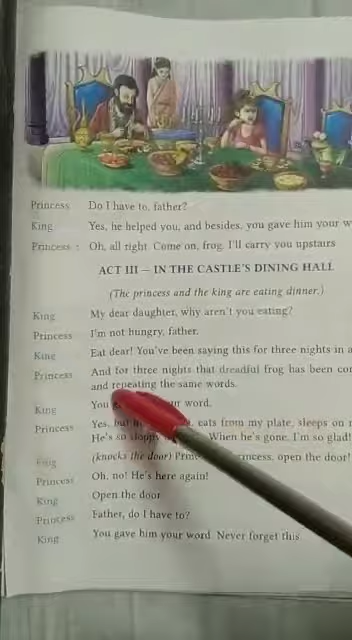 Princess Do I have to, father?
King Yes, he helped you, and besides, you gave him your w
Princess : Oh, all right. Come on, frog. I'll carry you upstairs
ACT III — IN THE CASTLE'S DINING HALL
(The princess and the king are eating dinner.)
King My dear daughter, why aren't you eating?
Princess I'm not hungry, father.
King Eat dear! You've been saying this for three nights in a
Princess And for three nights that dreadful frog has been co
and repeating the same words.
King You word.
Princess Yes, but eats from my plate, sleeps on
He's so sloppy When he's gone, I'm so glad!
(knocks the door) princess, open the door!
Princess Oh, no! He's here again!
King Open the door
Princess Father, do I have to?
King You gave him your word. Never forget this